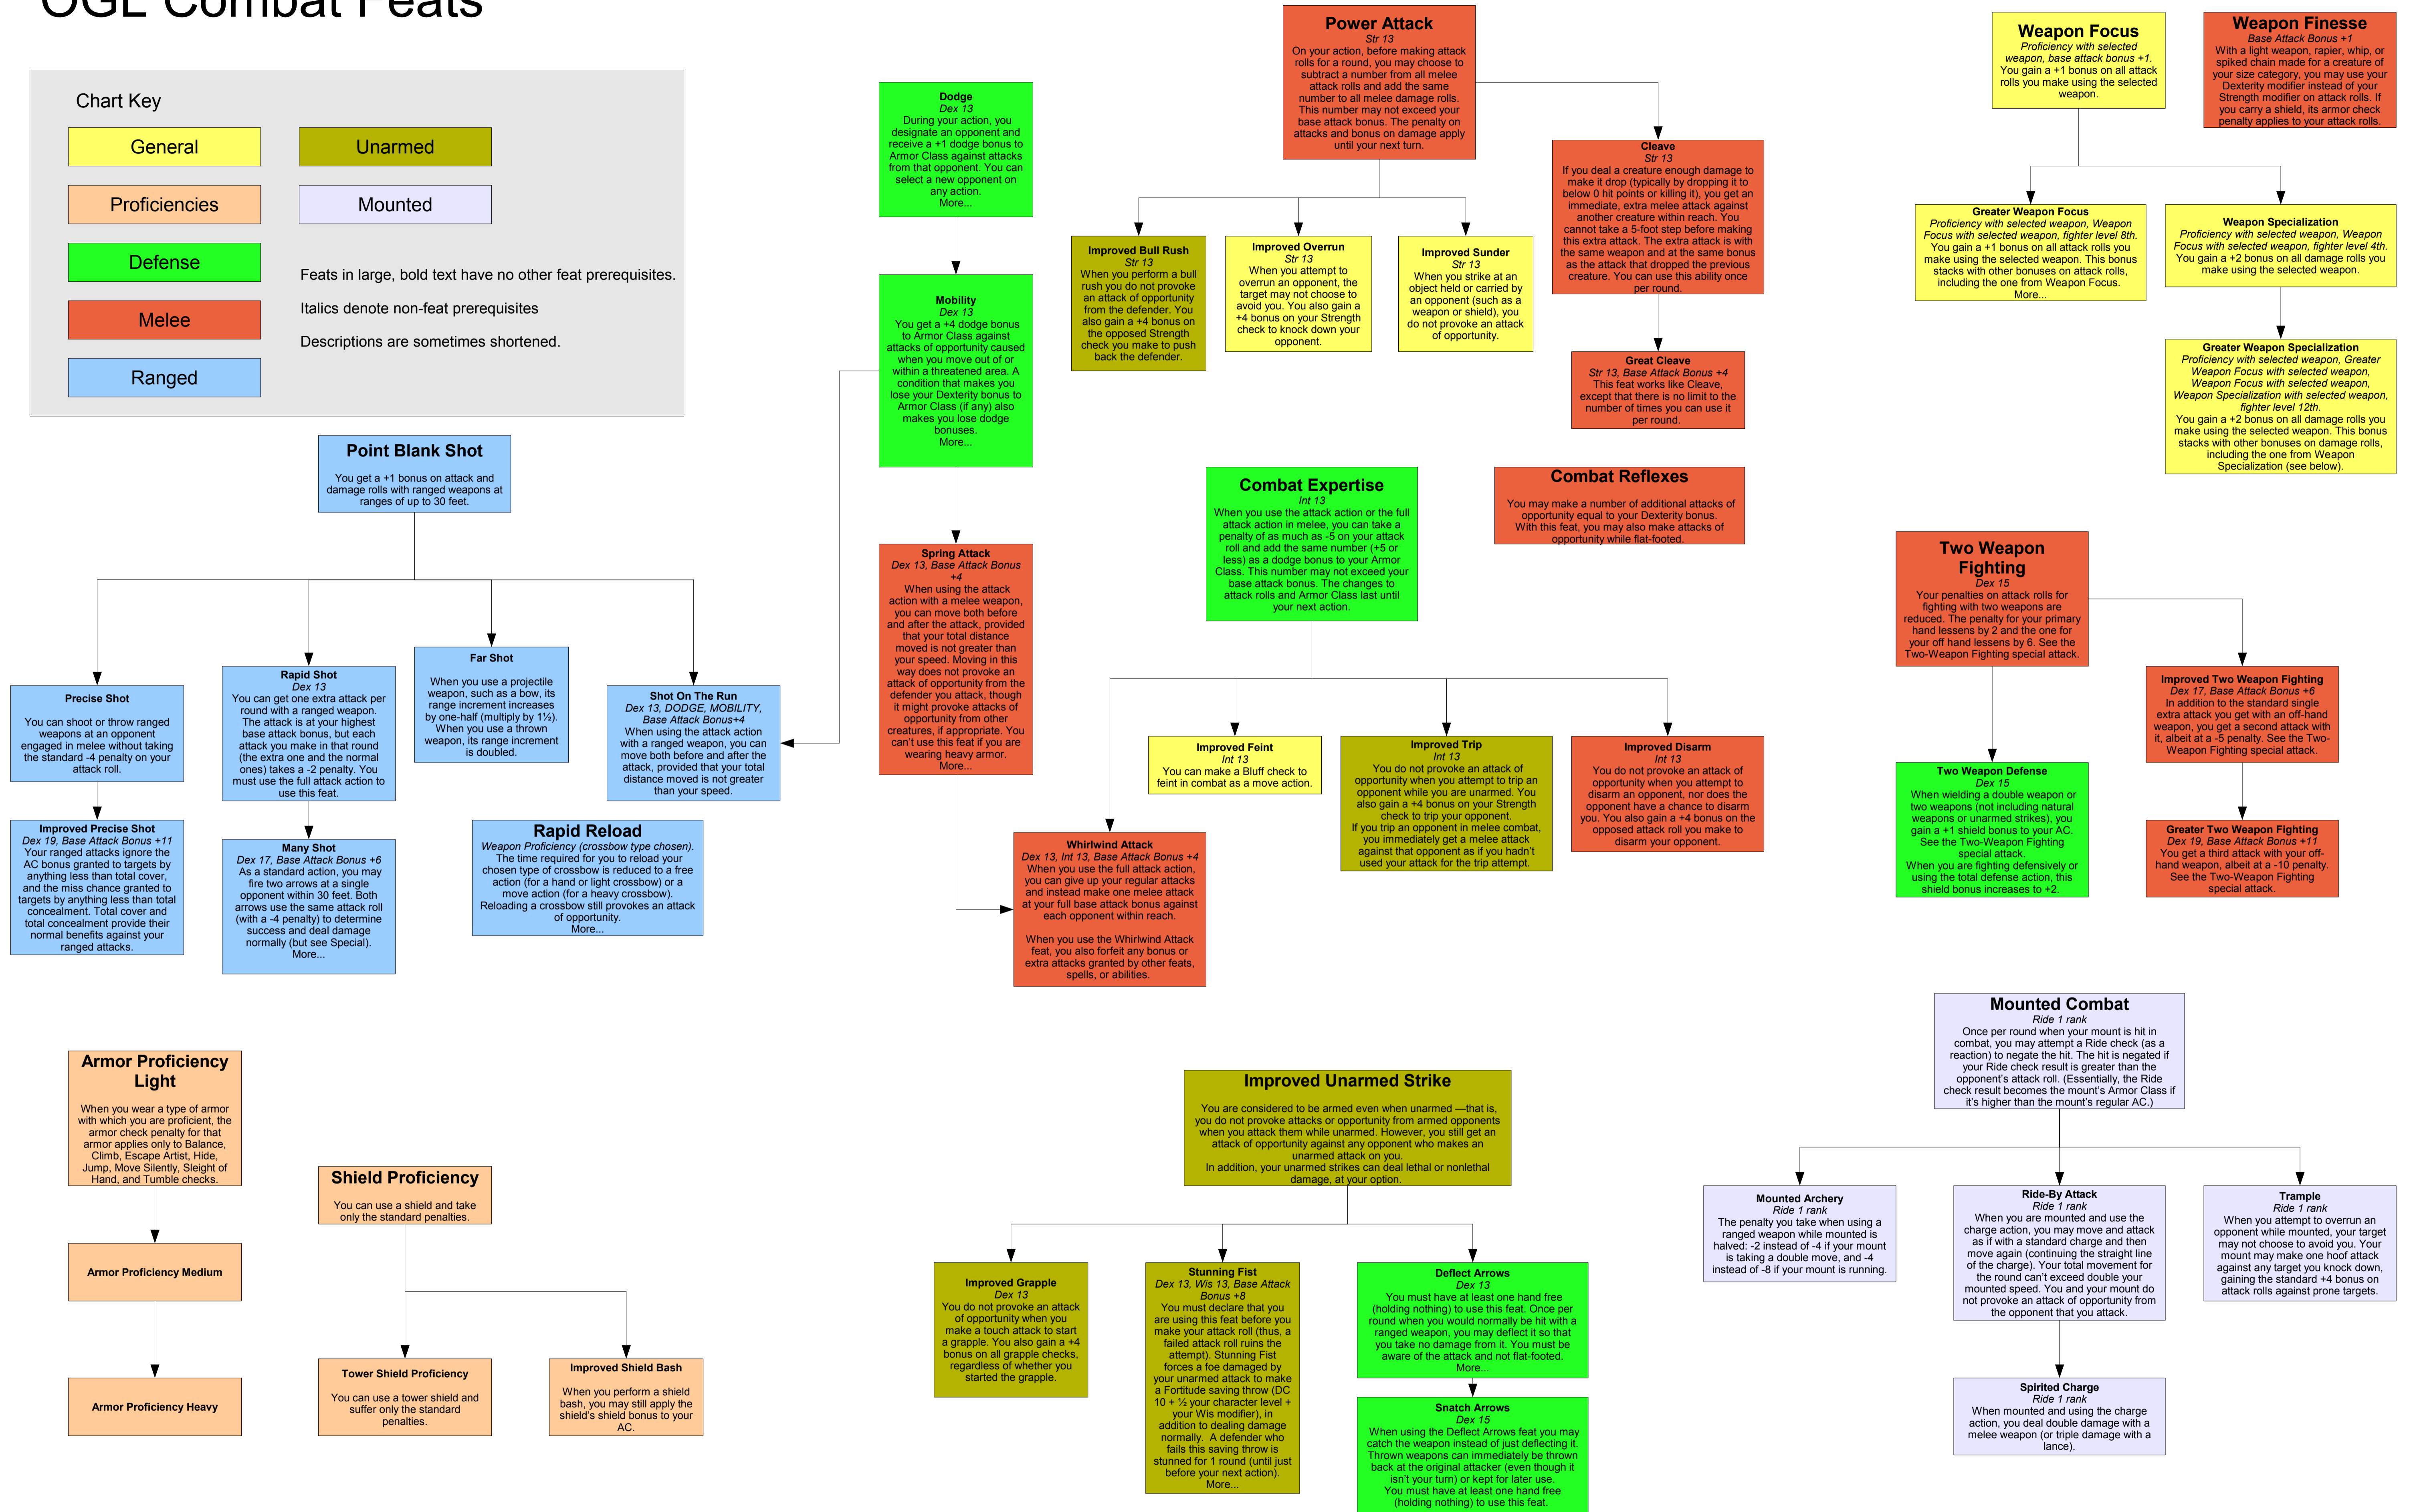 OGL Combat Feats
Chart Key
General
Unarmed
Proficiencies
Mounted
Defense
Melee
Ranged
Feats in large, bold text have no other feat prerequisites.
Italics denote non-feat prerequisites
Descriptions are sometimes shortened.
Point Blank Shot
You get a +1 bonus on attack and
damage rolls with ranged weapons at
ranges of up to 30 feet.
Precise Shot
You can shoot or throw ranged
weapons at an opponent
engaged in melee without taking
the standard -4 penalty on your
attack roll.
Improved Precise Shot
Dex 19, Base Attack Bonus +11
Your ranged attacks ignore the
AC bonus granted to targets by
anything less than total cover,
and the miss chance granted to
targets by anything less than total
concealment. Total cover and
total concealment provide their
normal benefits against your
ranged attacks.
Rapid Shot
Dex 13
You can get one extra attack per
round with a ranged weapon.
The attack is at your highest
base attack bonus, but each
attack you make in that round
(the extra one and the normal
ones) takes a -2 penalty. You
must use the full attack action to
use this feat.
Many Shot
Dex 17, Base Attack Bonus +6
As a standard action, you may
fire two arrows at a single
opponent within 30 feet. Both
arrows use the same attack roll
(with a -4 penalty) to determine
success and deal damage
normally (but see Special).
More...
Far Shot
When you use a projectile
weapon, such as a bow, its
range increment increases
by one-half (multiply by 1½).
When you use a thrown
weapon, its range increment
is doubled.
Shot On The Run
Dex 13, DODGE, MOBILITY,
Base Attack Bonus+4
When using the attack action
with a ranged weapon, you can
move both before and after the
attack, provided that your total
distance moved is not greater
than your speed.
Rapid Reload
Weapon Proficiency (crossbow type chosen).
The time required for you to reload your
chosen type of crossbow is reduced to a free
action (for a hand or light crossbow) or a
move action (for a heavy crossbow).
Reloading a crossbow still provokes an attack
of opportunity.
More...
Dodge
Dex 13
During your action, you
designate an opponent and
receive a +1 dodge bonus to
Armor Class against attacks
from that opponent. You can
select a new opponent on
any action.
More...
Mobility
Dex 13
You get a +4 dodge bonus
to Armor Class against
attacks of opportunity caused
when you move out of or
within a threatened area. A
condition that makes you
lose your Dexterity bonus to
Armor Class (if any) also
makes you lose dodge
bonuses.
More...
Spring Attack
Dex 13, Base Attack Bonus
+4
When using the attack
action with a melee weapon,
you can move both before
and after the attack, provided
that your total distance
moved is not greater than
your speed. Moving in this
way does not provoke an
attack of opportunity from the
defender you attack, though
it might provoke attacks of
opportunity from other
creatures, if appropriate. You
can't use this feat if you are
wearing heavy armor.
More...
Power Attack
Str 13
On your action, before making attack
rolls for a round, you may choose to
subtract a number from all melee
attack rolls and add the same
number to all melee damage rolls.
This number may not exceed your
base attack bonus. The penalty on
attacks and bonus on damage apply
until your next turn.
Improved Bull Rush
Str 13
When you perform a bull
rush you do not provoke
an attack of opportunity
from the defender. You
also gain a +4 bonus on
the opposed Strength
check you make to push
back the defender.
Improved Overrun
Str 13
When you attempt to
overrun an opponent, the
target may not choose to
avoid you. You also gain a
+4 bonus on your Strength
check to knock down your
opponent.
Improved Sunder
Str 13
When you strike at an
object held or carried by
an opponent (such as a
weapon or shield), you
do not provoke an attack
of opportunity.
Cleave
Str 13
If you deal a creature enough damage to
make it drop (typically by dropping it to
below 0 hit points or killing it), you get an
immediate, extra melee attack against
another creature within reach. You
cannot take a 5-foot step before making
this extra attack. The extra attack is with
the same weapon and at the same bonus
as the attack that dropped the previous
creature. You can use this ability once
per round.
Great Cleave
Str 13, Base Attack Bonus +4
This feat works like Cleave,
except that there is no limit to the
number of times you can use it
per round.
Combat Expertise
Int 13
When you use the attack action or the full
attack action in melee, you can take a
penalty of as much as -5 on your attack
roll and add the same number (+5 or
less) as a dodge bonus to your Armor
Class. This number may not exceed your
base attack bonus. The changes to
attack rolls and Armor Class last until
your next action.
Combat Reflexes
You may make a number of additional attacks of
opportunity equal to your Dexterity bonus.
With this feat, you may also make attacks of
opportunity while flat-footed.
Improved Feint
Int 13
You can make a Bluff check to
feint in combat as a move action.
Improved Trip
Int 13
You do not provoke an attack of
opportunity when you attempt to trip an
opponent while you are unarmed. You
also gain a +4 bonus on your Strength
check to trip your opponent.
If you trip an opponent in melee combat,
you immediately get a melee attack
against that opponent as if you hadn't
used your attack for the trip attempt.
Improved Disarm
Int 13
You do not provoke an attack of
opportunity when you attempt to
disarm an opponent, nor does the
opponent have a chance to disarm
you. You also gain a +4 bonus on the
opposed attack roll you make to
disarm your opponent.
Whirlwind Attack
Dex 13, Int 13, Base Attack Bonus +4
When you use the full attack action,
you can give up your regular attacks
and instead make one melee attack
at your full base attack bonus against
each opponent within reach.
When you use the Whirlwind Attack
feat, you also forfeit any bonus or
extra attacks granted by other feats,
spells, or abilities.
Weapon Focus
Proficiency with selected
weapon, base attack bonus +1.
You gain a +1 bonus on all attack
rolls you make using the selected
weapon.
Weapon Finesse
Base Attack Bonus +1
With a light weapon, rapier, whip, or
spiked chain made for a creature of
your size category, you may use your
Dexterity modifier instead of your
Strength modifier on attack rolls. If
you carry a shield, its armor check
penalty applies to your attack rolls.
Greater Weapon Focus
Proficiency with selected weapon, Weapon
Focus with selected weapon, fighter level 8th.
You gain a +1 bonus on all attack rolls you
make using the selected weapon. This bonus
stacks with other bonuses on attack rolls,
including the one from Weapon Focus.
More...
Weapon Specialization
Proficiency with selected weapon, Weapon
Focus with selected weapon, fighter level 4th.
You gain a +2 bonus on all damage rolls you
make using the selected weapon.
Greater Weapon Specialization
Proficiency with selected weapon, Greater
Weapon Focus with selected weapon,
Weapon Focus with selected weapon,
Weapon Specialization with selected weapon,
fighter level 12th.
You gain a +2 bonus on all damage rolls you
make using the selected weapon. This bonus
stacks with other bonuses on damage rolls,
including the one from Weapon
Specialization (see below).
Two Weapon
Fighting
Dex 15
Your penalties on attack rolls for
fighting with two weapons are
reduced. The penalty for your primary
hand lessens by 2 and the one for
your off hand lessens by 6. See the
Two-Weapon Fighting special attack.
Improved Two Weapon Fighting
Dex 17, Base Attack Bonus +6
In addition to the standard single
extra attack you get with an off-hand
weapon, you get a second attack with
it, albeit at a -5 penalty. See the Two-
Weapon Fighting special attack.
Two Weapon Defense
Dex 15
When wielding a double weapon or
two weapons (not including natural
weapons or unarmed strikes), you
gain a +1 shield bonus to your AC.
See the Two-Weapon Fighting
special attack.
When you are fighting defensively or
using the total defense action, this
shield bonus increases to +2.
Greater Two Weapon Fighting
Dex 19, Base Attack Bonus +11
You get a third attack with your off-
hand weapon, albeit at a -10 penalty.
See the Two-Weapon Fighting
special attack.
Armor Proficiency
Light
When you wear a type of armor
with which you are proficient, the
armor check penalty for that
armor applies only to Balance,
Climb, Escape Artist, Hide,
Jump, Move Silently, Sleight of
Hand, and Tumble checks.
Armor Proficiency Medium
Armor Proficiency Heavy
Shield Proficiency
You can use a shield and take
only the standard penalties.
Tower Shield Proficiency
You can use a tower shield and
suffer only the standard
penalties.
Improved Shield Bash
When you perform a shield
bash, you may still apply the
shield's shield bonus to your
AC.
Improved Unarmed Strike
You are considered to be armed even when unarmed —that is,
you do not provoke attacks or opportunity from armed opponents
when you attack them while unarmed. However, you still get an
attack of opportunity against any opponent who makes an
unarmed attack on you.
In addition, your unarmed strikes can deal lethal or nonlethal
damage, at your option.
Improved Grapple
Dex 13
You do not provoke an attack
of opportunity when you
make a touch attack to start
a grapple. You also gain a +4
bonus on all grapple checks,
regardless of whether you
started the grapple.
Stunning Fist
Dex 13, Wis 13, Base Attack
Bonus +8
You must declare that you
are using this feat before you
make your attack roll (thus, a
failed attack roll ruins the
attempt). Stunning Fist
forces a foe damaged by
your unarmed attack to make
a Fortitude saving throw (DC
10 + ½ your character level +
your Wis modifier), in
addition to dealing damage
normally. A defender who
fails this saving throw is
stunned for 1 round (until just
before your next action).
More...
Deflect Arrows
Dex 13
You must have at least one hand free
(holding nothing) to use this feat. Once per
round when you would normally be hit with a
ranged weapon, you may deflect it so that
you take no damage from it. You must be
aware of the attack and not flat-footed.
More...
Snatch Arrows
Dex 15
When using the Deflect Arrows feat you may
catch the weapon instead of just deflecting it.
Thrown weapons can immediately be thrown
back at the original attacker (even though it
isn't your turn) or kept for later use.
You must have at least one hand free
(holding nothing) to use this feat.
Mounted Combat
Ride 1 rank
Once per round when your mount is hit in
combat, you may attempt a Ride check (as a
reaction) to negate the hit. The hit is negated if
your Ride check result is greater than the
opponent's attack roll. (Essentially, the Ride
check result becomes the mount's Armor Class if
it's higher than the mount's regular AC.)
Mounted Archery
Ride 1 rank
The penalty you take when using a
ranged weapon while mounted is
halved: -2 instead of -4 if your mount
is taking a double move, and -4
instead of -8 if your mount is running.
Ride-By Attack
Ride 1 rank
When you are mounted and use the
charge action, you may move and attack
as if with a standard charge and then
move again (continuing the straight line
of the charge). Your total movement for
the round can't exceed double your
mounted speed. You and your mount do
not provoke an attack of opportunity from
the opponent that you attack.
Trample
Ride 1 rank
When you attempt to overrun an
opponent while mounted, your target
may not choose to avoid you. Your
mount may make one hoof attack
against any target you knock down,
gaining the standard +4 bonus on
attack rolls against prone targets.
Spirited Charge
Ride 1 rank
When mounted and using the charge
action, you deal double damage with a
melee weapon (or triple damage with a
lance).